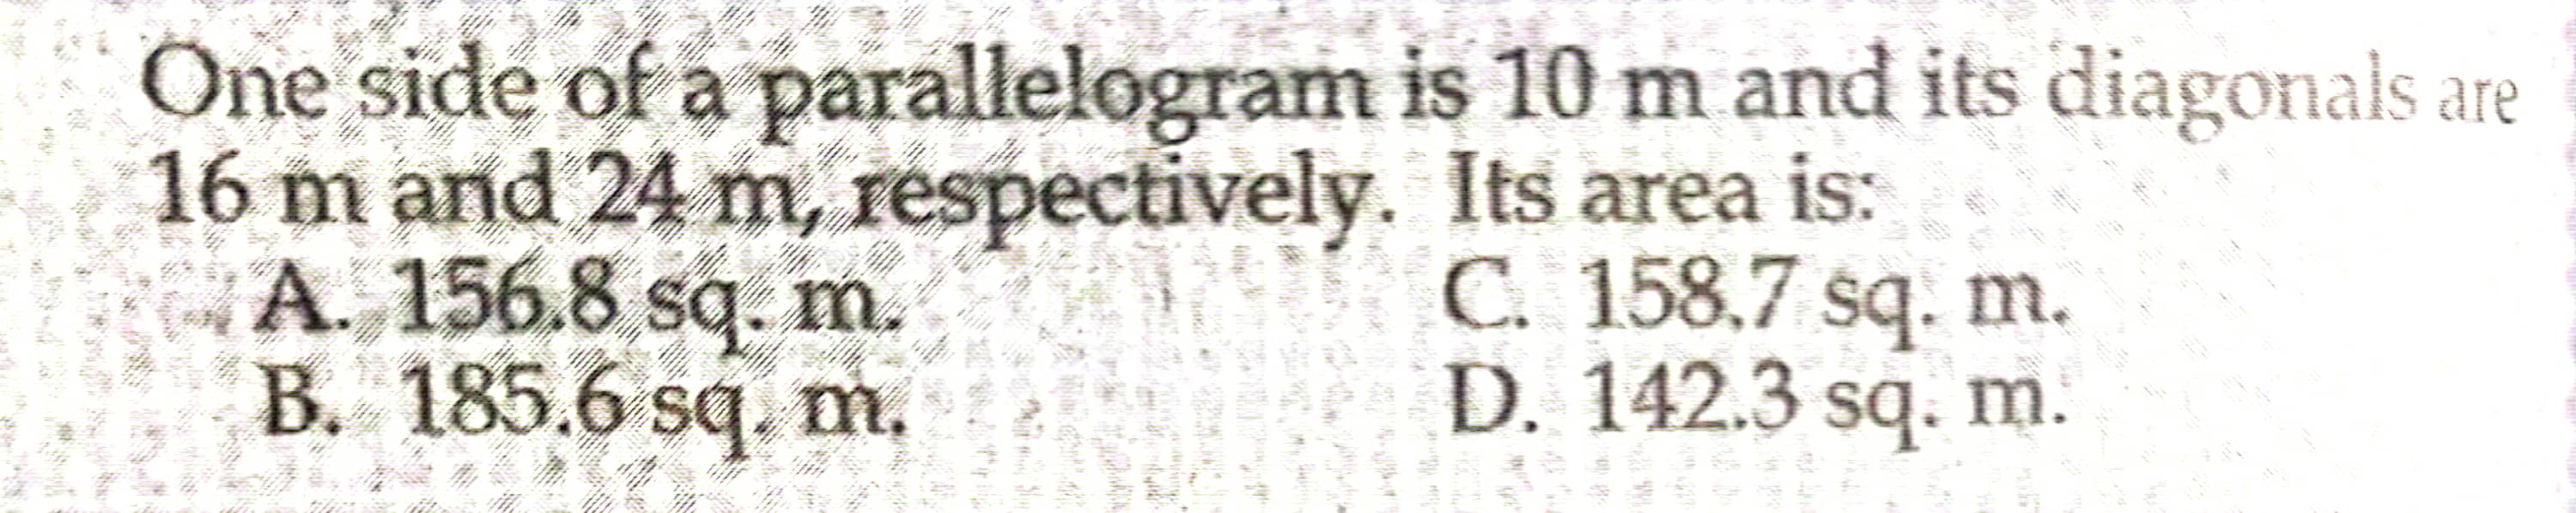 One side of a parallelogram is 10 m and its diagonals are
16 m and 24 m, respectively. Its area is:
A. 156.8 sq. m. C. 158.7 sq. m.
B. 185.6 sq. m. D. 142.3 sq. m.